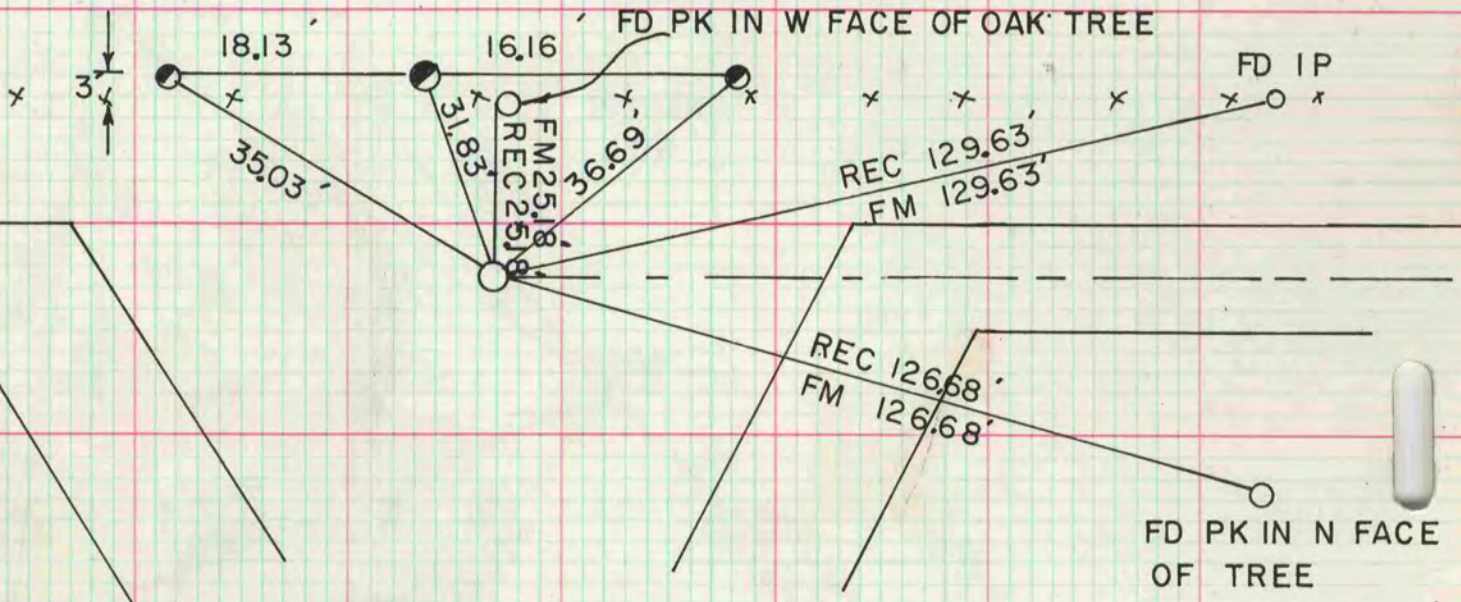 FD PK IN W FACE OF OAK TREE
18.13'
16.16'
FD IP
3'
35.03'
31.83'
FM 25.18'
REC 25.18'
36.69'
REC 129.63'
FM 129.63'
REC 126.68'
FM 126.68'
FD PK IN N FACE
OF TREE